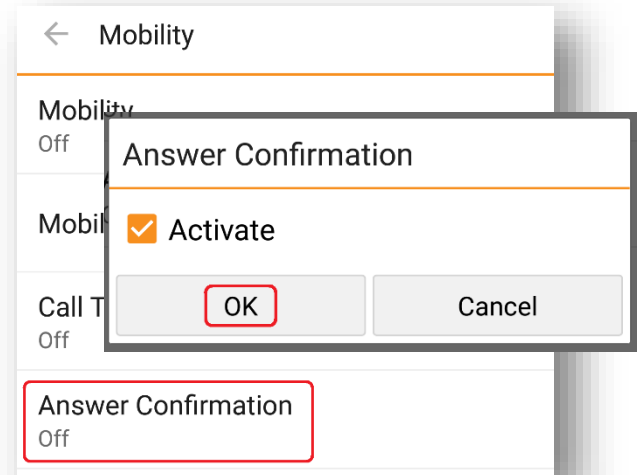 Mobility
Mobility
Off
Answer Confirmation
Activate
OK Cancel
Call
Off
Answer Confirmation
Off